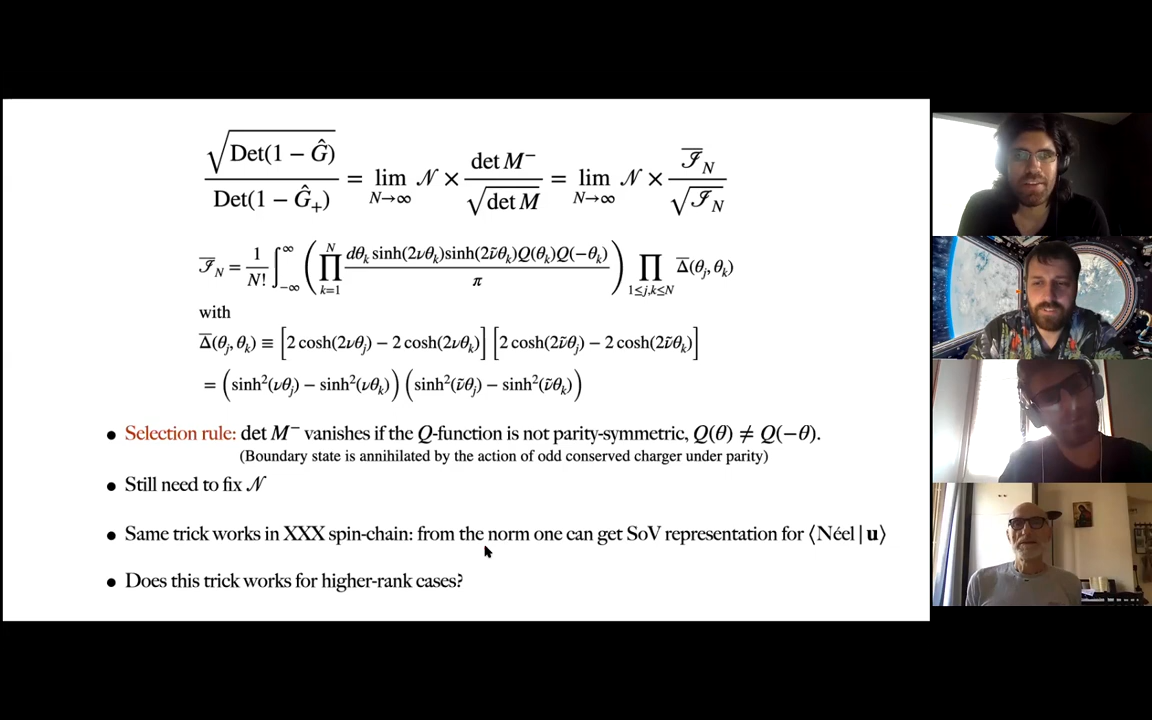 √Det(1 − Ĝ) / Det(1 − Ĝ₊) = lim_{N→∞} 𝒩 × det M⁻ / √det M = lim_{N→∞} 𝒩 × ℐ̅_N / √ℐ_N
ℐ̅_N = 1/N! ∫_{−∞}^{∞} ( ∏_{k=1}^{N} dθ_k sinh(2νθ_k)sinh(2ν̃θ_k)Q(θ_k)Q(−θ_k) / π ) ∏_{1≤j,k≤N} Δ̅(θ_j, θ_k)
with
Δ̅(θ_j, θ_k) ≡ [2 cosh(2νθ_j) − 2 cosh(2νθ_k)] [2 cosh(2ν̃θ_j) − 2 cosh(2ν̃θ_k)]
= (sinh²(νθ_j) − sinh²(νθ_k)) (sinh²(ν̃θ_j) − sinh²(ν̃θ_k))
• Selection rule: det M⁻ vanishes if the Q-function is not parity-symmetric, Q(θ) ≠ Q(−θ).
(Boundary state is annihilated by the action of odd conserved charger under parity)
• Still need to fix 𝒩
• Same trick works in XXX spin-chain: from the norm one can get SoV representation for ⟨Néel|u⟩
• Does this trick works for higher-rank cases?